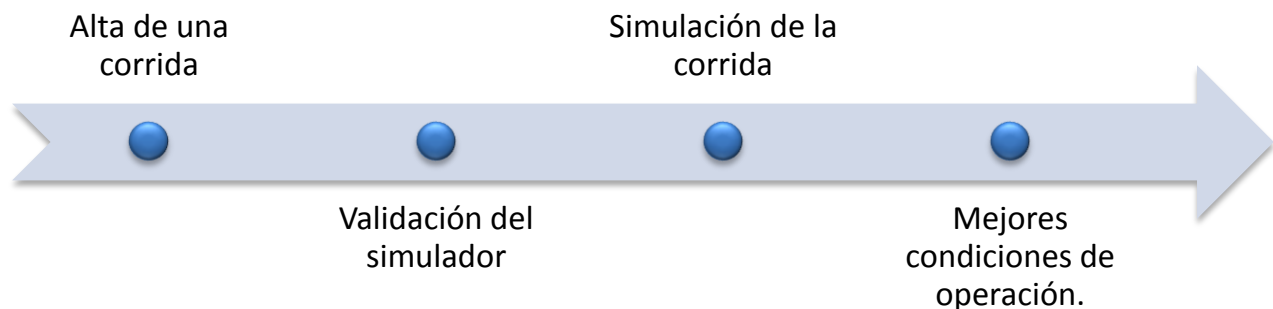 Alta de una
corrida
Validación del
simulador
Simulación de la
corrida
Mejores
condiciones de
operación.